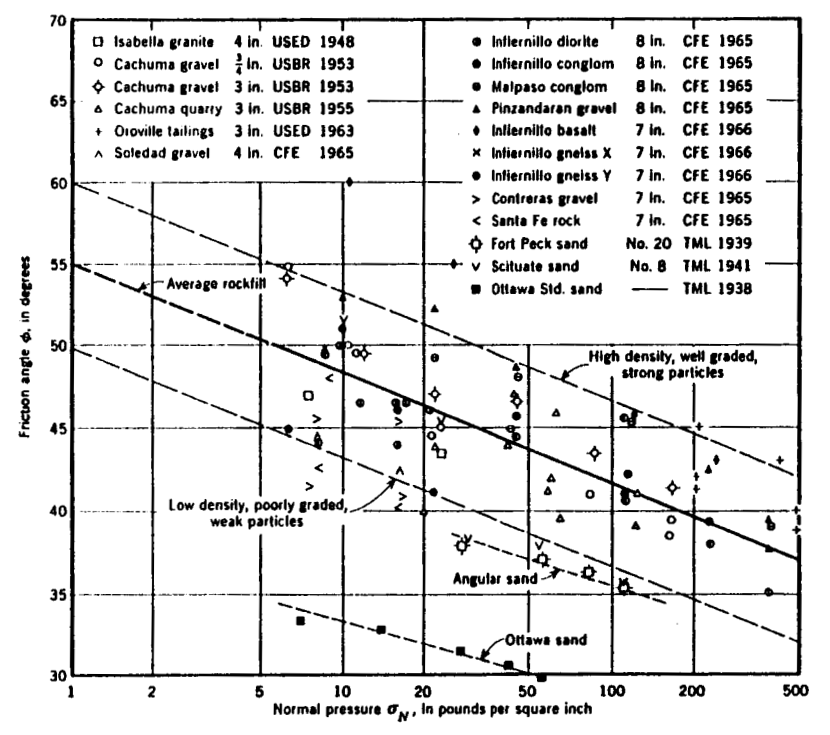 70
65
60
55
50
45
40
35
30
Friction angle ϕ, in degrees
Isabella granite 4 in. USED 1948
Cachuma gravel 3/4 in. USBR 1953
Cachuma gravel 3 in. USBR 1953
Cachuma quarry 3 in. USBR 1955
Oroville tailings 3 in. USED 1963
Soledad gravel 4 in. CFE 1965
Infiernillo diorite 8 in. CFE 1965
Infiernillo conglom 8 in. CFE 1965
Malpaso conglom 8 in. CFE 1965
Pinzandaran gravel 8 in. CFE 1965
Infiernillo basalt 7 in. CFE 1966
Infiernillo gneiss X 7 in. CFE 1966
Infiernillo gneiss Y 7 in. CFE 1966
Contreras gravel 7 in. CFE 1965
Santa Fe rock 7 in. CFE 1965
Fort Peck sand No. 20 TML 1939
Scituate sand No. 8 TML 1941
Ottawa Std. sand — TML 1938
Average rockfill
High density, well graded,
strong particles
Low density, poorly graded,
weak particles
Angular sand
Ottawa sand
1 2 5 10 20 50 100 200 500
Normal pressure σN, in pounds per square inch